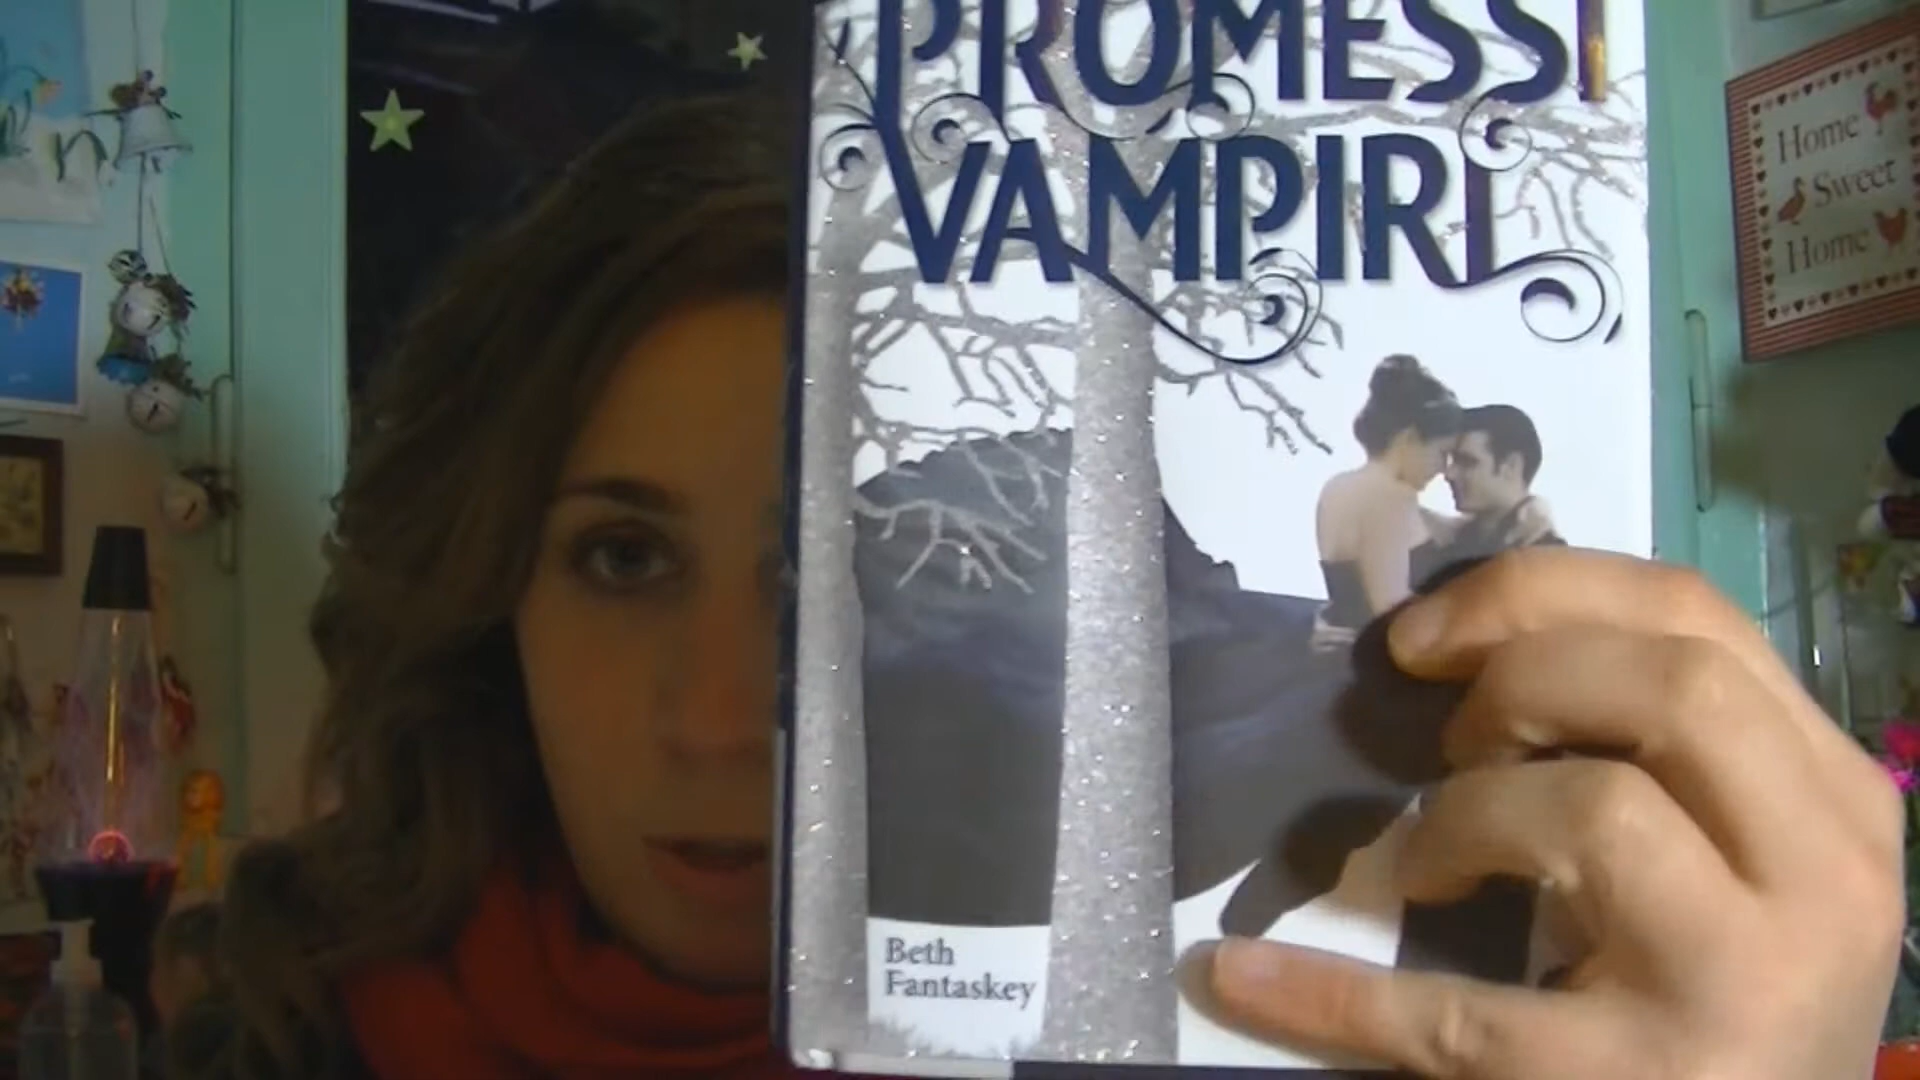 PROMESSI
VAMPIRI
Beth
Fantaskey
Home
Sweet
Home